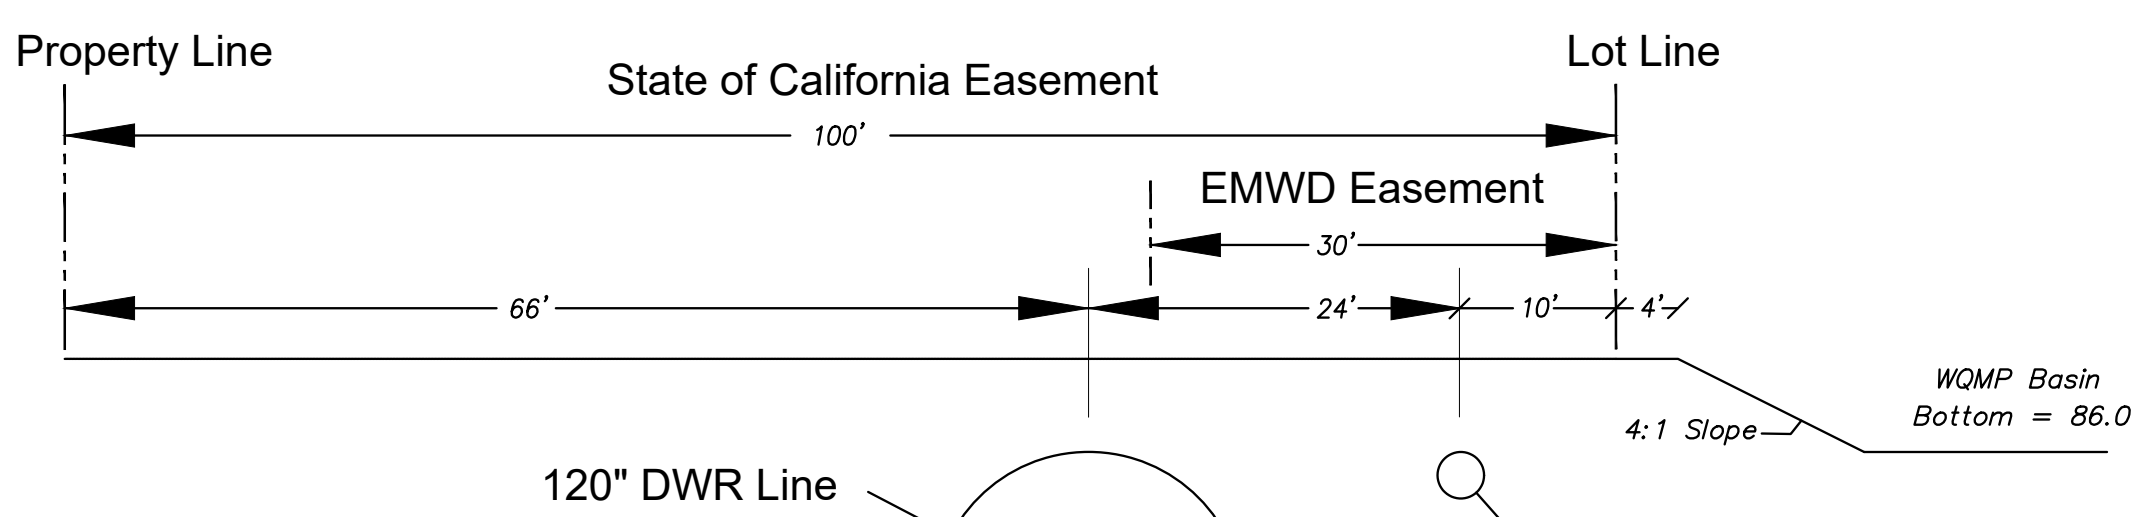 Property Line
Lot Line
State of California Easement
100'
EMWD Easement
30'
66'
24'
10'
4'
WQMP Basin
Bottom = 86.0
4:1 Slope
120" DWR Line